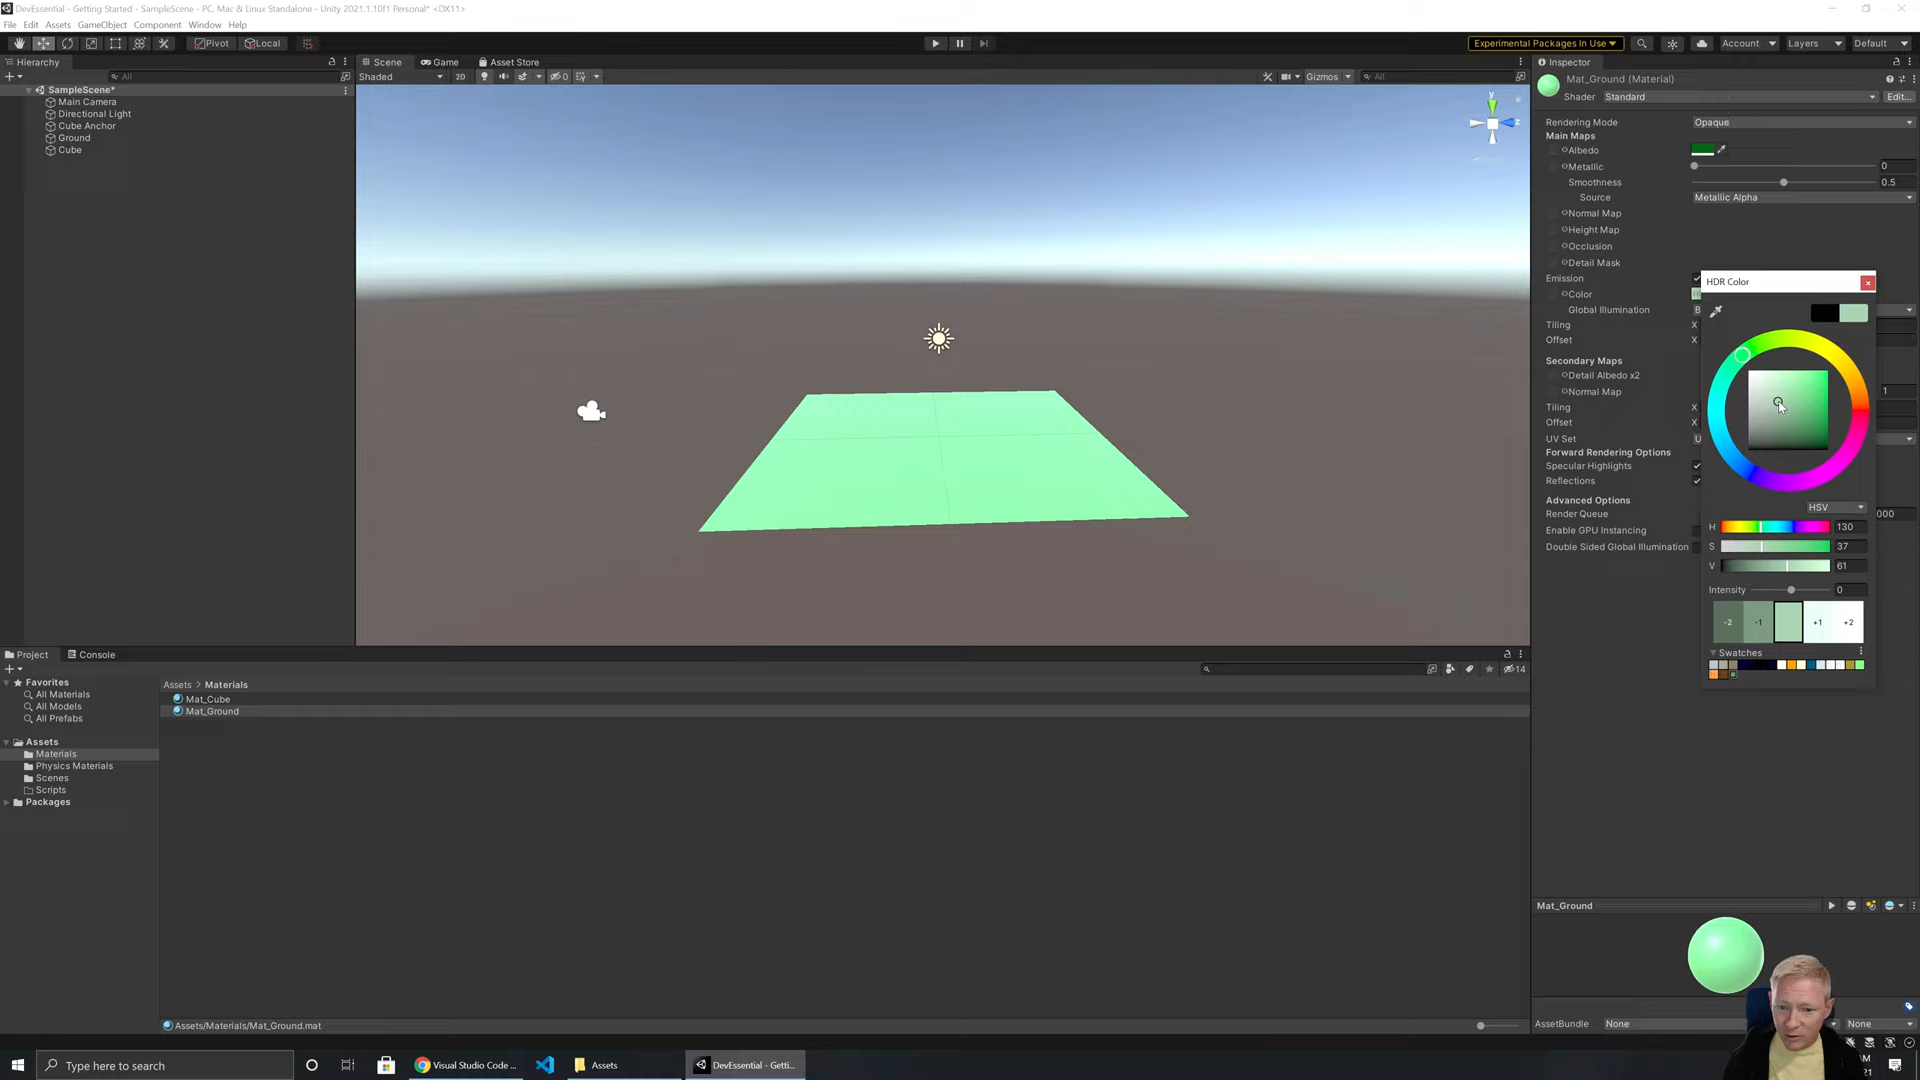 DevEssential - Getting Started - SampleScene - PC, Mac & Linux Standalone - Unity 2021.1.10f1 Personal* <DX11>
File Edit Assets GameObject Component Window Help
Pivot Local
Experimental Packages In Use
Account Layers Default
Hierarchy
All
SampleScene*
Main Camera
Directional Light
Cube Anchor
Ground
Cube
Scene Game Asset Store
Shaded 2D 0 Gizmos All
y
z
Inspector
Mat_Ground (Material)
Shader Standard Edit...
Rendering Mode Opaque
Main Maps
Albedo
Metallic 0
Smoothness 0.5
Source Metallic Alpha
Normal Map
Height Map
Occlusion
Detail Mask
Emission
Color
Global Illumination B
Tiling X
Offset X
Secondary Maps
Detail Albedo x2
Normal Map 1
Tiling X
Offset X
UV Set U
Forward Rendering Options
Specular Highlights
Reflections
Advanced Options
Render Queue 000
Enable GPU Instancing
Double Sided Global Illumination
HDR Color
HSV
H 130
S 37
V 61
Intensity 0
-2 -1 +1 +2
Swatches
Project Console
14
Favorites
All Materials
All Models
All Prefabs
Assets
Materials
Physics Materials
Scenes
Scripts
Packages
Assets > Materials
Mat_Cube
Mat_Ground
Assets/Materials/Mat_Ground.mat
Mat_Ground
AssetBundle None None
Type here to search
Visual Studio Code ...
Assets
DevEssential - Getti...